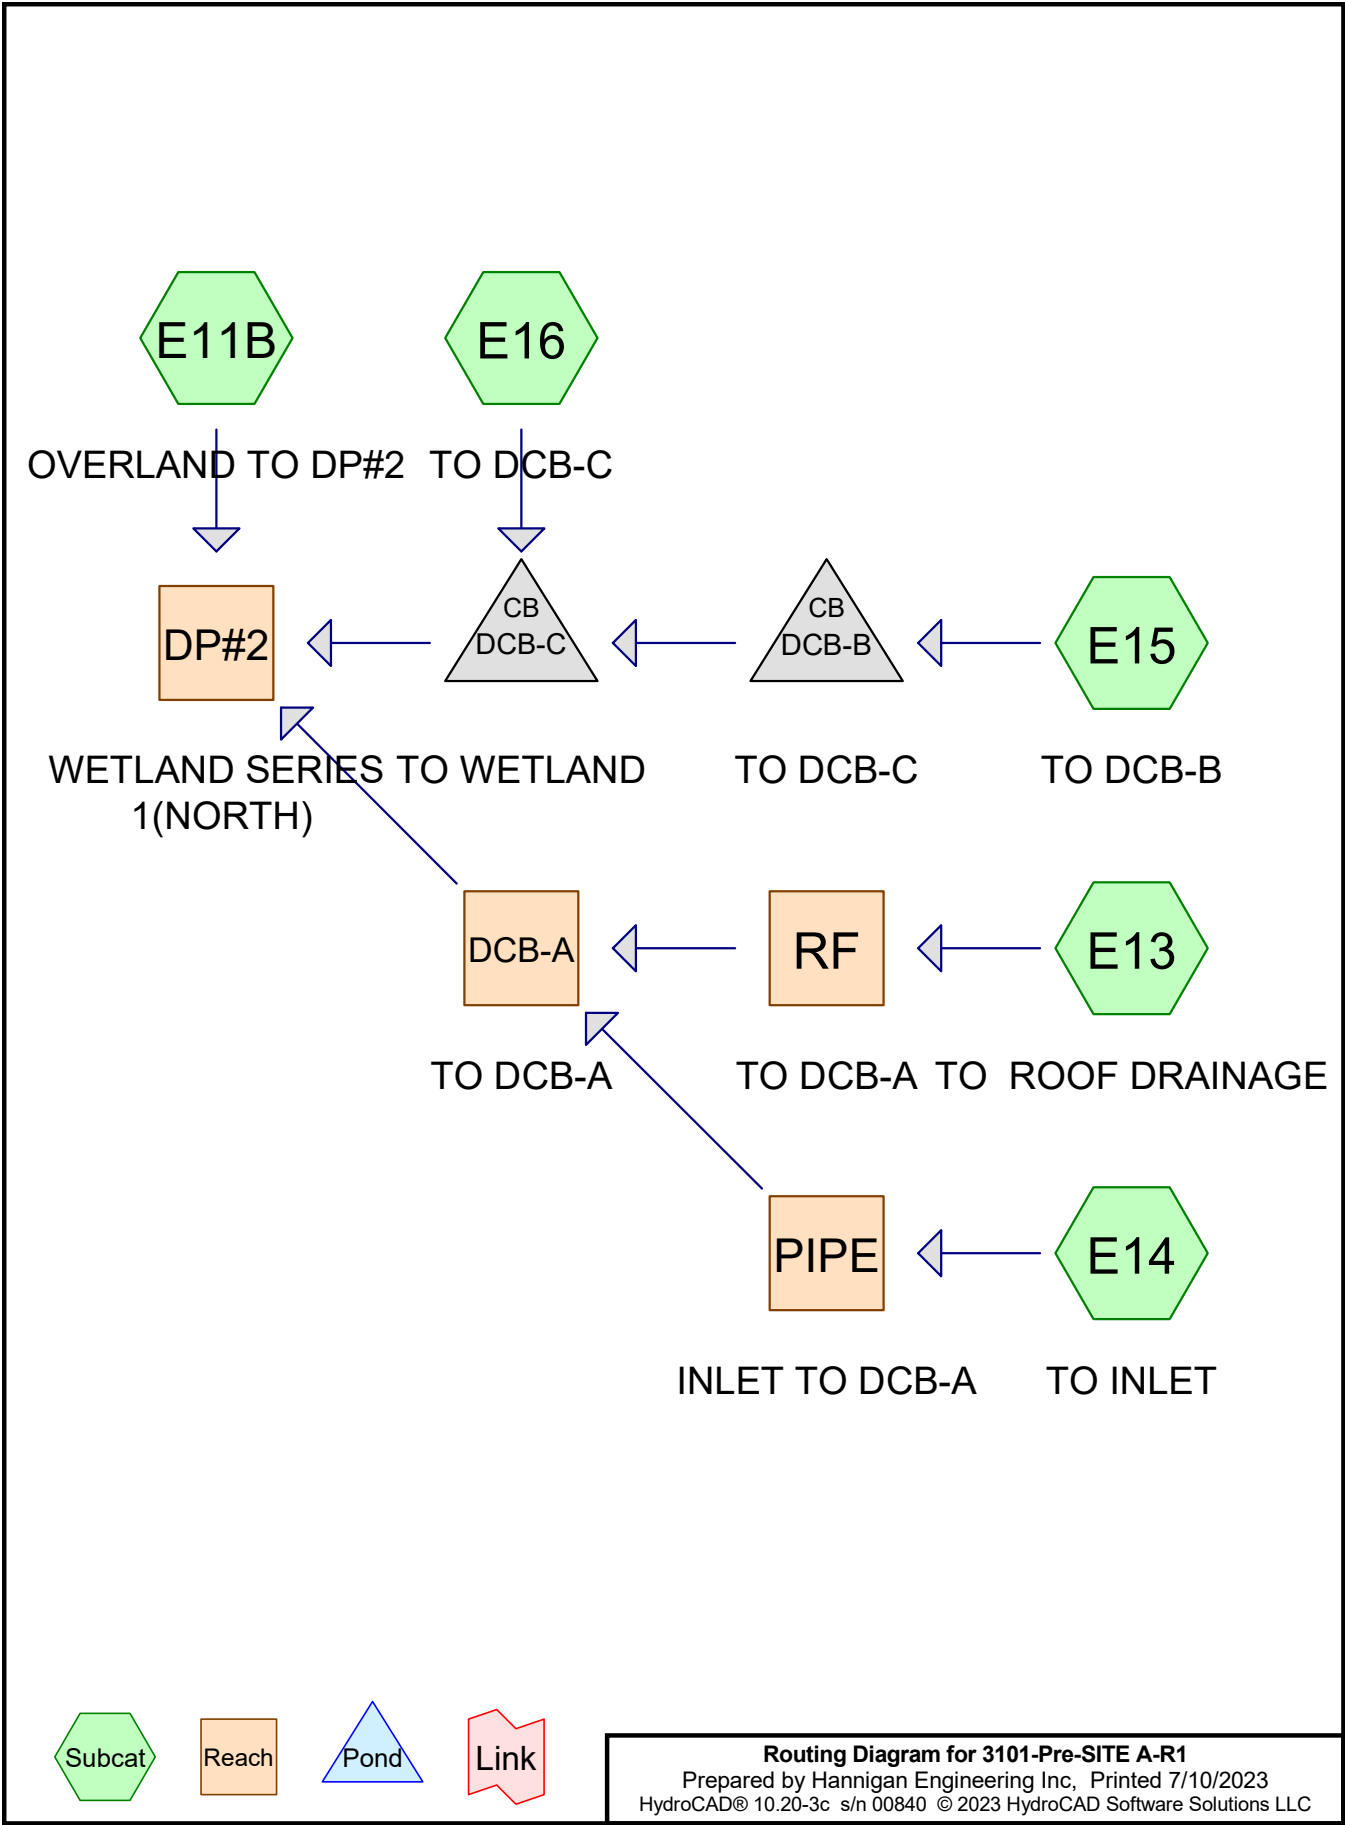 E11B
E16
OVERLAND TO DP#2
TO DCB-C
DP#2
CB
DCB-C
CB
DCB-B
E15
WETLAND SERIES
1(NORTH)
TO WETLAND
TO DCB-C
TO DCB-B
DCB-A
RF
E13
TO DCB-A
TO DCB-A
TO  ROOF DRAINAGE
PIPE
E14
INLET TO DCB-A
TO INLET
Subcat
Reach
Pond
Link
Routing Diagram for 3101-Pre-SITE A-R1
Prepared by Hannigan Engineering Inc,  Printed 7/10/2023
HydroCAD® 10.20-3c  s/n 00840  © 2023 HydroCAD Software Solutions LLC